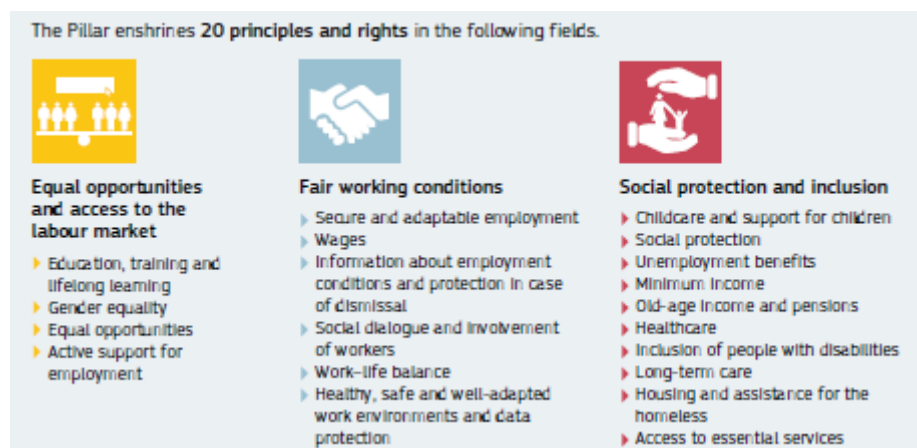 The Pillar enshrines 20 principles and rights in the following fields.
Equal opportunities
and access to the
labour market
Education, training and
lifelong learning
Gender equality
Equal opportunities
Active support for
employment
Fair working conditions
Secure and adaptable employment
Wages
Information about employment
conditions and protection in case
of dismissal
Social dialogue and involvement
of workers
Work–life balance
Healthy, safe and well-adapted
work environments and data
protection
Social protection and inclusion
Childcare and support for children
Social protection
Unemployment benefits
Minimum income
Old-age income and pensions
Healthcare
Inclusion of people with disabilities
Long-term care
Housing and assistance for the
homeless
Access to essential services